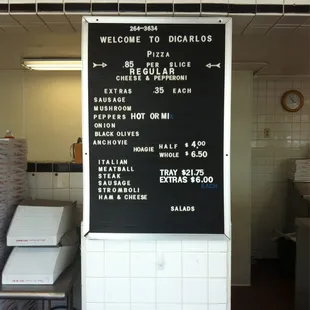 264-3634
WELCOME TO DICARLOS
Pizza
.85 PER SLICE
REGULAR
CHEESE & PEPPERONI
EXTRAS .35 EACH
SAUSAGE
MUSHROOM
PEPPERS HOT OR MI
ONION
BLACK OLIVES
ANCHOVIE
HOAGIE HALF $ 4.00
WHOLE $ 6.50
ITALIAN
MEATBALL
STEAK
SAUSAGE
STROMBOLI
HAM & CHEESE
TRAY $21.75
EXTRAS $6.00
EACH
SALADS